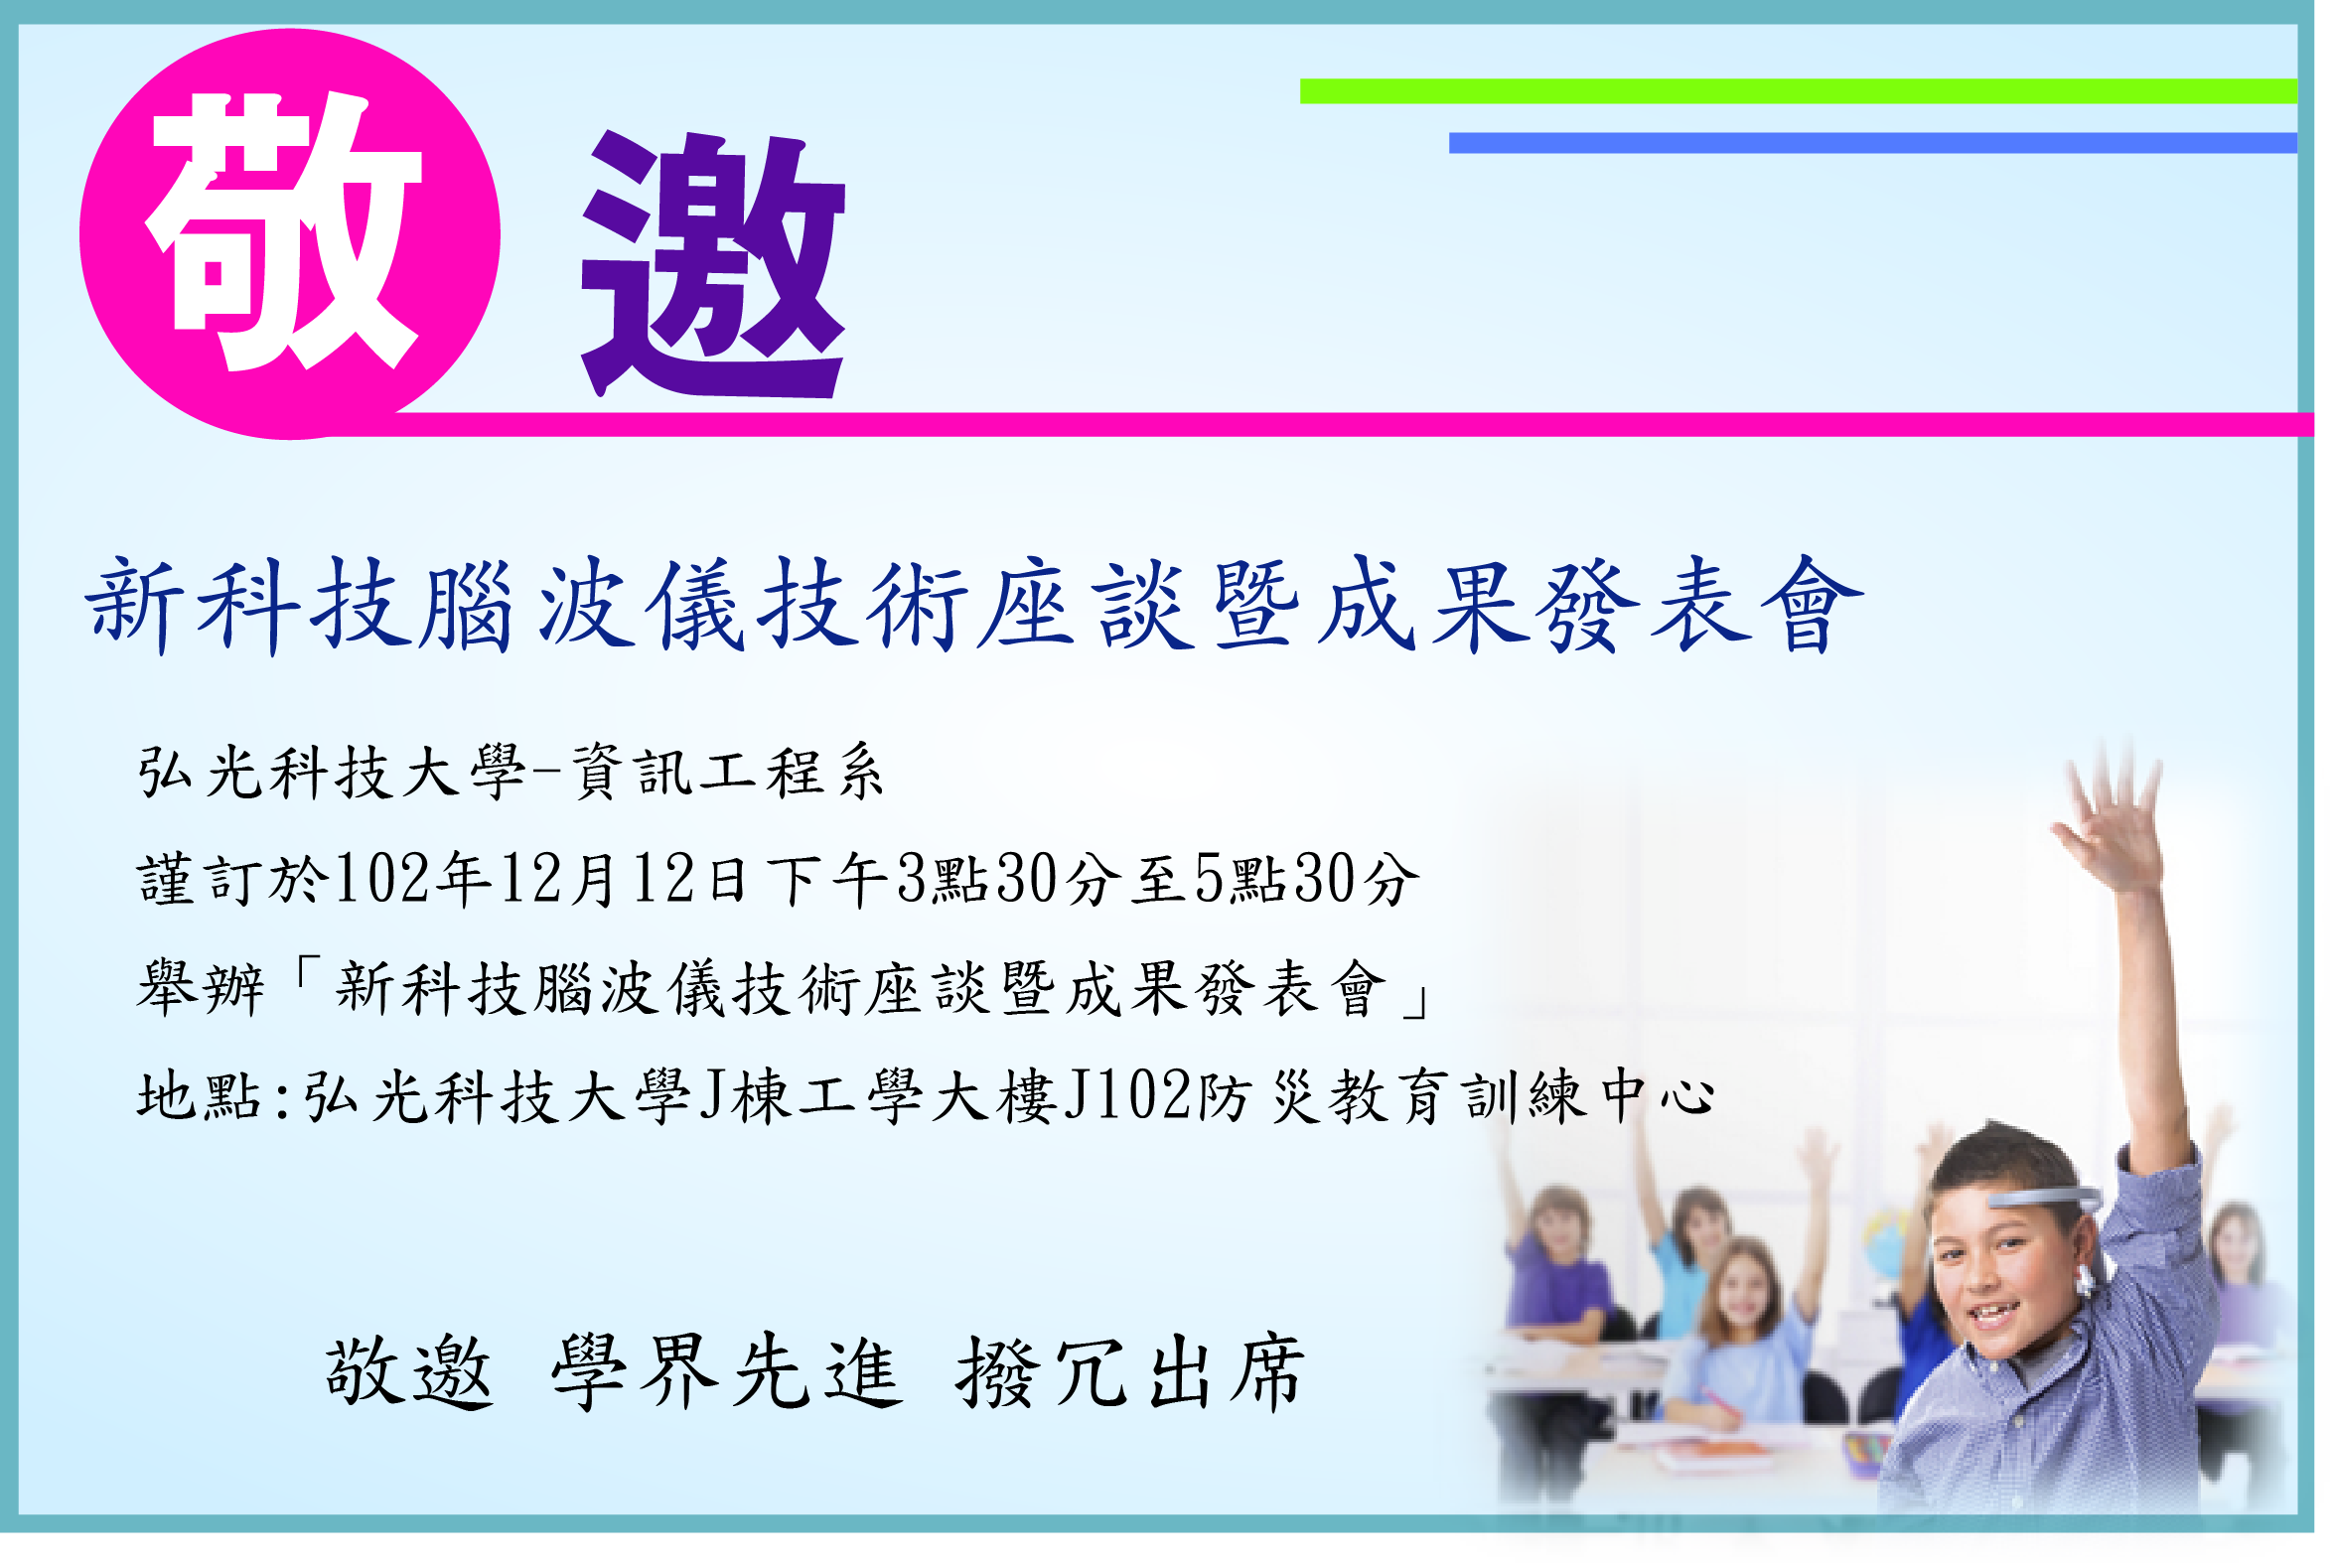 敬邀
新科技腦波儀技術座談暨成果發表會
弘光科技大學-資訊工程系
謹訂於102年12月12日下午3點30分至5點30分
舉辦「新科技腦波儀技術座談暨成果發表會」
地點:弘光科技大學J棟工學大樓J102防災教育訓練中心
敬邀 學界先進 撥冗出席